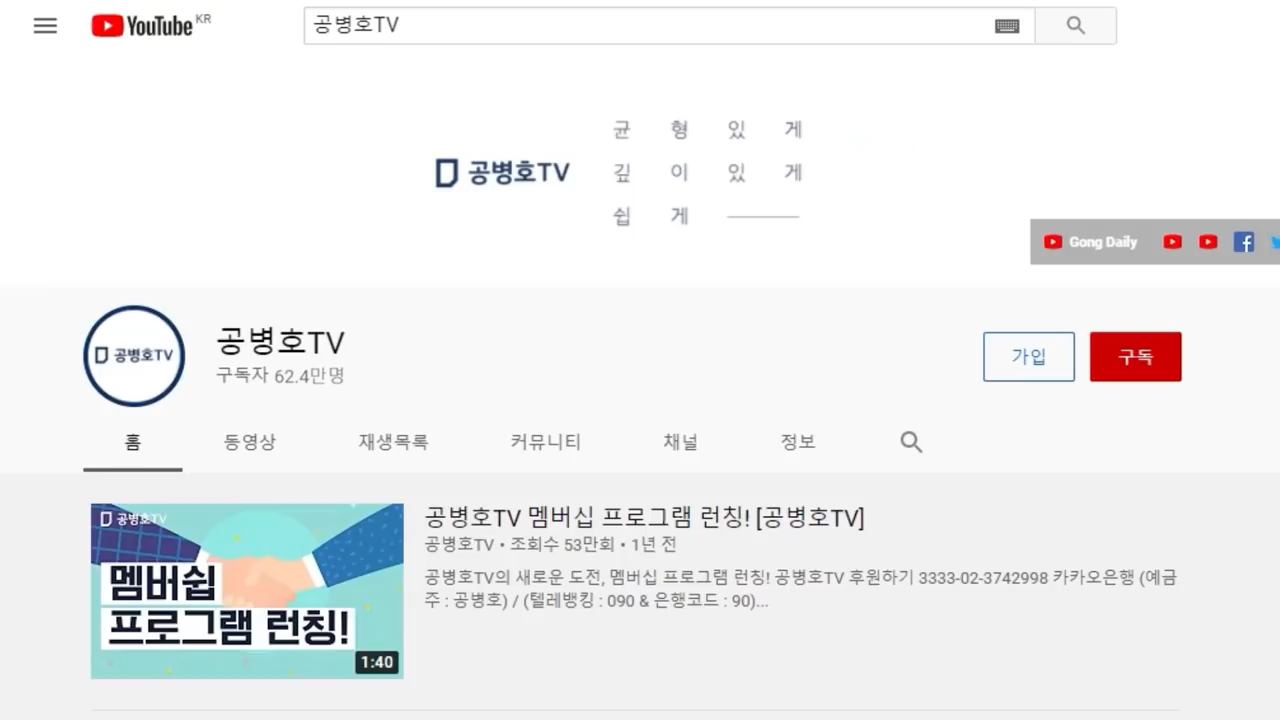 YouTube KR
공병호TV
균 형 있 게
공병호TV
깊 이 있 게
쉽 게
Gong Daily
공병호TV
공병호TV
구독자 62.4만명
가입
구독
홈
동영상
재생목록
커뮤니티
채널
정보
공병호TV
멤버쉽
프로그램 런칭!
1:40
공병호TV 멤버십 프로그램 런칭! [공병호TV]
공병호TV • 조회수 53만회 • 1년 전
공병호TV의 새로운 도전, 멤버십 프로그램 런칭! 공병호TV 후원하기 3333-02-3742998 카카오은행 (예금
주 : 공병호) / (텔레뱅킹 : 090 & 은행코드 : 90)...